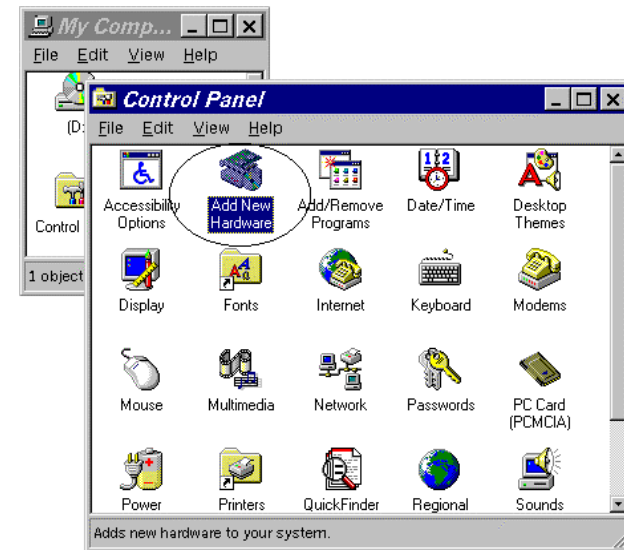 My Comp...
File Edit View Help
(D:
Control
1 object
Control Panel
File Edit View Help
Accessibility Options
Add New Hardware
Add/Remove Programs
Date/Time
Desktop Themes
Display
Fonts
Internet
Keyboard
Modems
Mouse
Multimedia
Network
Passwords
PC Card (PCMCIA)
Power
Printers
QuickFinder
Regional
Sounds
Adds new hardware to your system.